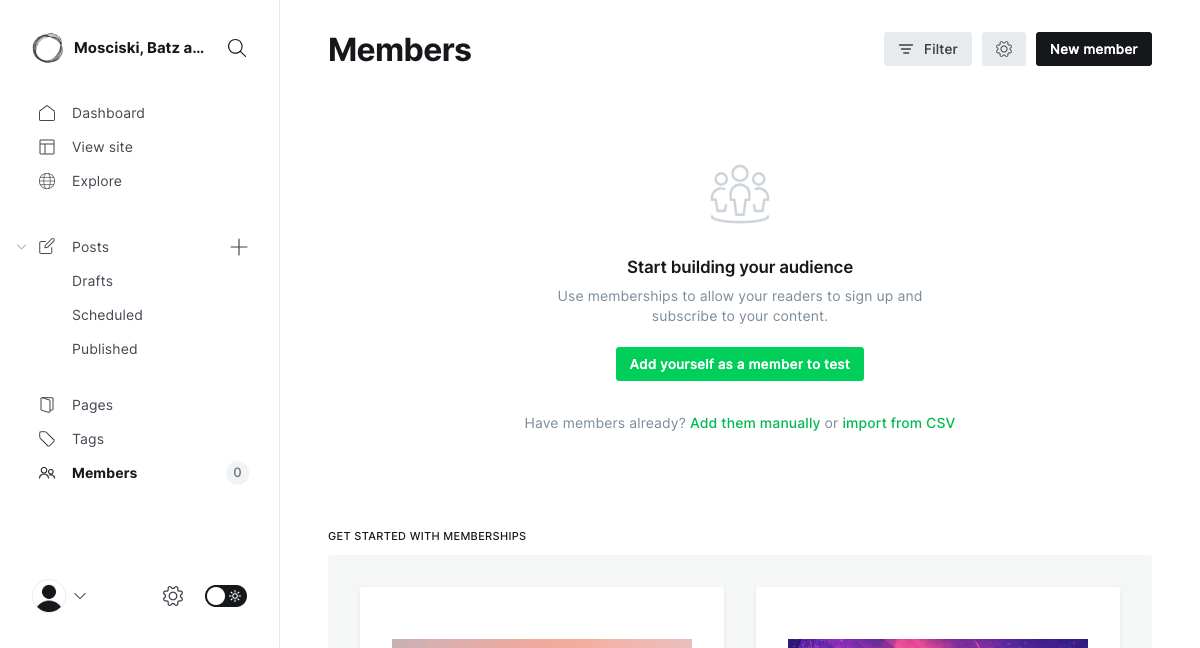 Mosciski, Batz a...
Dashboard
View site
Explore
Posts
Drafts
Scheduled
Published
Pages
Tags
Members
0
Members
Filter
New member
Start building your audience
Use memberships to allow your readers to sign up and
subscribe to your content.
Add yourself as a member to test
Have members already? Add them manually or import from CSV
GET STARTED WITH MEMBERSHIPS